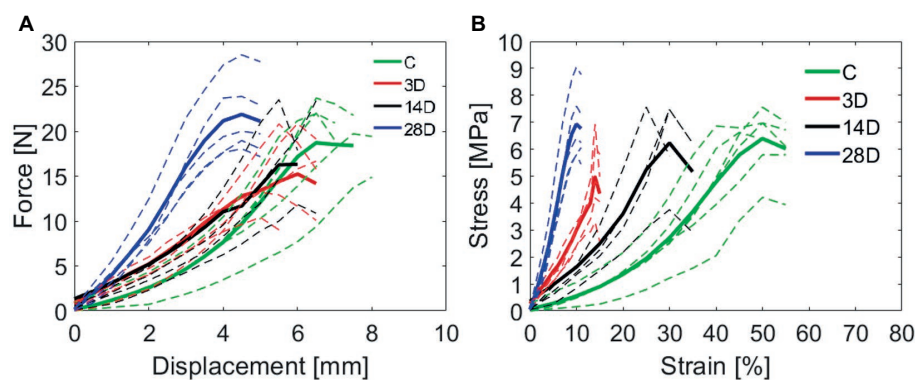 A
Force [N]
30
25
20
15
10
5
0
0 2 4 6 8 10
Displacement [mm]
C
3D
14D
28D
B
Stress [MPa]
10
9
8
7
6
5
4
3
2
1
0
0 10 20 30 40 50 60 70 80
Strain [%]
C
3D
14D
28D